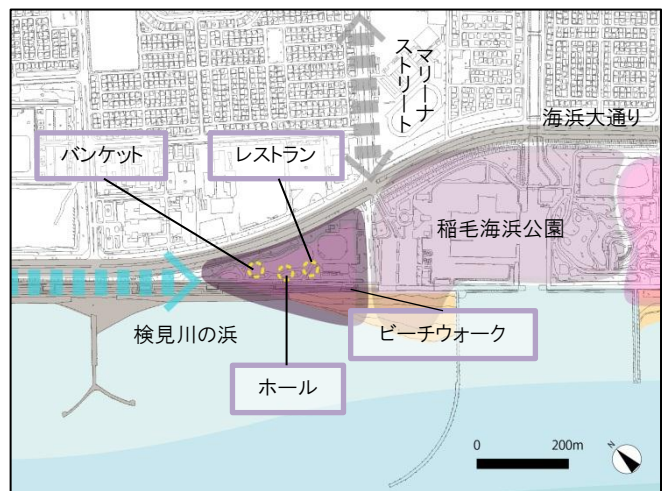 マリーナ
ストリート
海浜大通り
バンケット
レストラン
稲毛海浜公園
検見川の浜
ビーチウォーク
ホール
0 200m
N